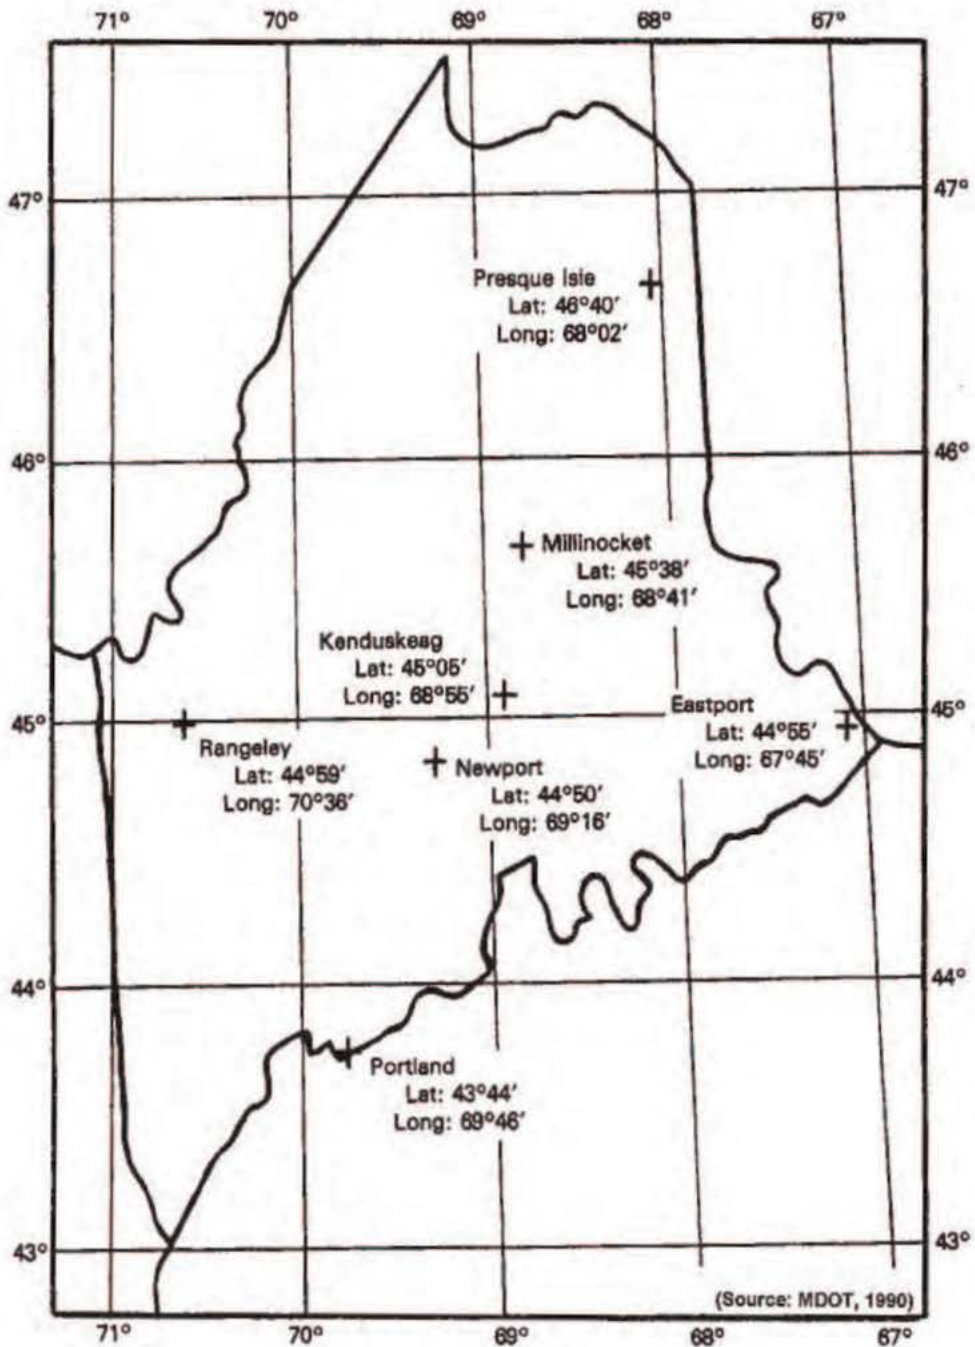 71° 70° 69° 68° 67°
47° 47°
Presque Isle
Lat: 46°40′
Long: 68°02′
46° 46°
Millinocket
Lat: 45°38′
Long: 68°41′
Kenduskeag
Lat: 45°05′
Long: 68°55′
45° 45°
Eastport
Lat: 44°55′
Long: 67°45′
Rangeley
Lat: 44°59′
Long: 70°36′
Newport
Lat: 44°50′
Long: 69°16′
44° 44°
Portland
Lat: 43°44′
Long: 69°46′
43° 43°
(Source: MDOT, 1990)
71° 70° 69° 68° 67°